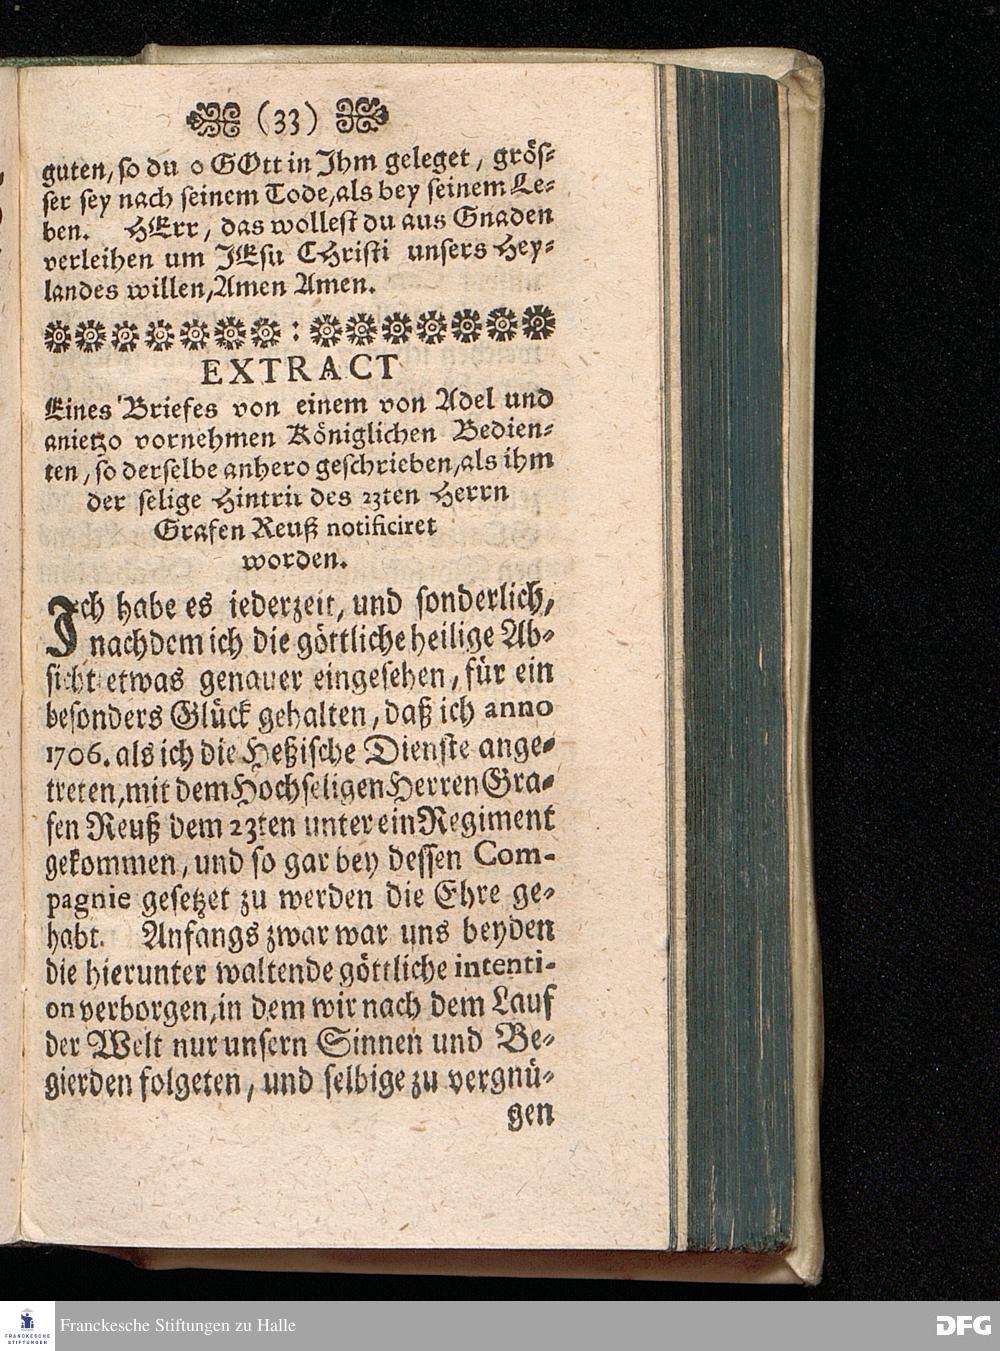 (33)
guten, so du o GOtt in Ihm geleget, grös-
ser sey nach seinem Tode, als bey seinem Le-
ben. HErr, das wollest du aus Gnaden
verleihen um JEsu CHristi unsers Hey-
landes willen, Amen Amen.
EXTRACT
Eines Briefes von einem von Adel und
anietzo vornehmen Königlichen Bedien-
ten, so derselbe anhero geschrieben, als ihm
der selige Hintrit des 23ten Herrn
Grafen Reuß notificiret
worden.
Ich habe es iederzeit, und sonderlich,
nachdem ich die göttliche heilige Ab-
sicht etwas genauer eingesehen, für ein
besonders Glück gehalten, daß ich anno
1706. als ich die Heßische Dienste ange-
treten, mit dem Hochseligen Herren Gra-
fen Reuß dem 23ten unter ein Regiment
gekommen, und so gar bey dessen Com-
pagnie gesetzet zu werden die Ehre ge-
habt. Anfangs zwar war uns beyden
die hierunter waltende göttliche intenti-
on verborgen, in dem wir nach dem Lauf
der Welt nur unsern Sinnen und Be-
gierden folgeten, und selbige zu vergnü-
gen
FRANCKESCHE
STIFTUNGEN
Franckesche Stiftungen zu Halle
DFG